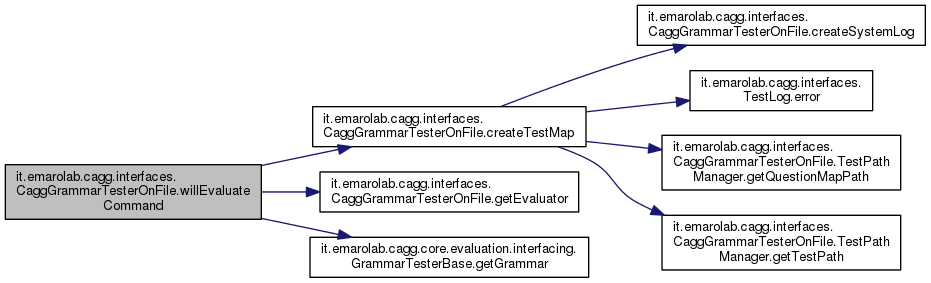 it.emarolab.cagg.interfaces.
CaggGrammarTesterOnFile.willEvaluate
Command
it.emarolab.cagg.interfaces.
CaggGrammarTesterOnFile.createTestMap
it.emarolab.cagg.interfaces.
CaggGrammarTesterOnFile.getEvaluator
it.emarolab.cagg.core.evaluation.interfacing.
GrammarTesterBase.getGrammar
it.emarolab.cagg.interfaces.
CaggGrammarTesterOnFile.createSystemLog
it.emarolab.cagg.interfaces.
TestLog.error
it.emarolab.cagg.interfaces.
CaggGrammarTesterOnFile.TestPath
Manager.getQuestionMapPath
it.emarolab.cagg.interfaces.
CaggGrammarTesterOnFile.TestPath
Manager.getTestPath